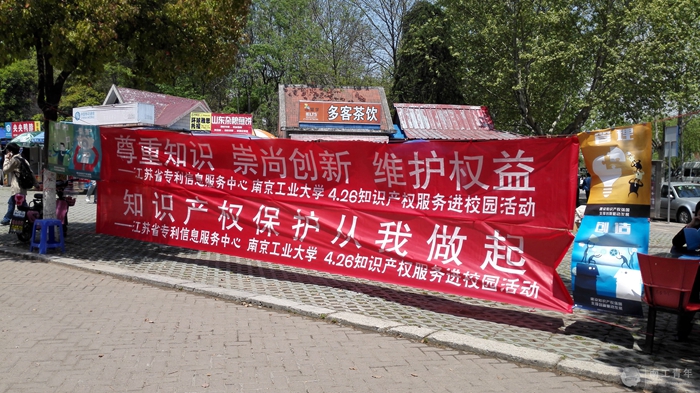 多客茶饮
山东杂粮煎饼
尊重知识 崇尚创新 维护权益
——江苏省专利信息服务中心 南京工业大学 4.26知识产权服务进校园活动
知识产权保护从我做起
——江苏省专利信息服务中心 南京工业大学 4.26知识产权服务进校园活动
创造